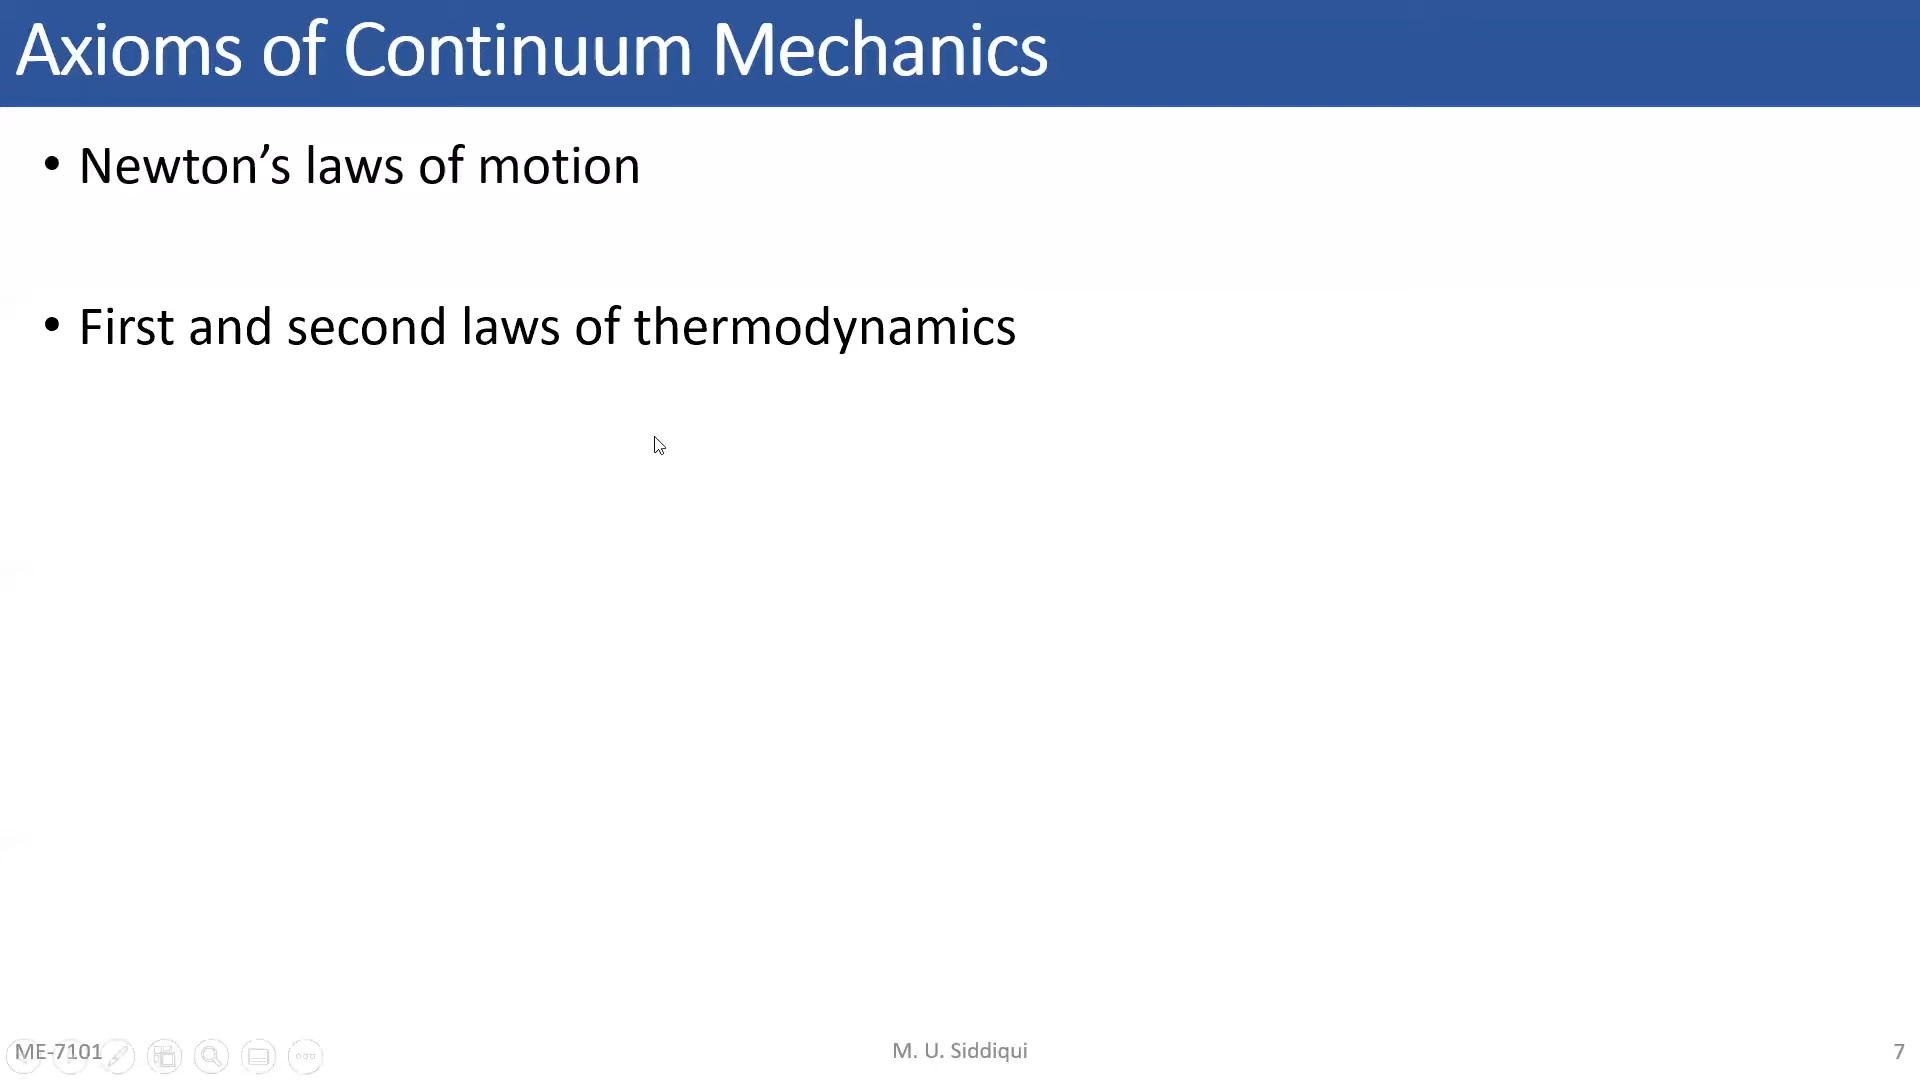 Axioms of Continuum Mechanics
• Newton’s laws of motion
• First and second laws of thermodynamics
ME-7101
M. U. Siddiqui
7